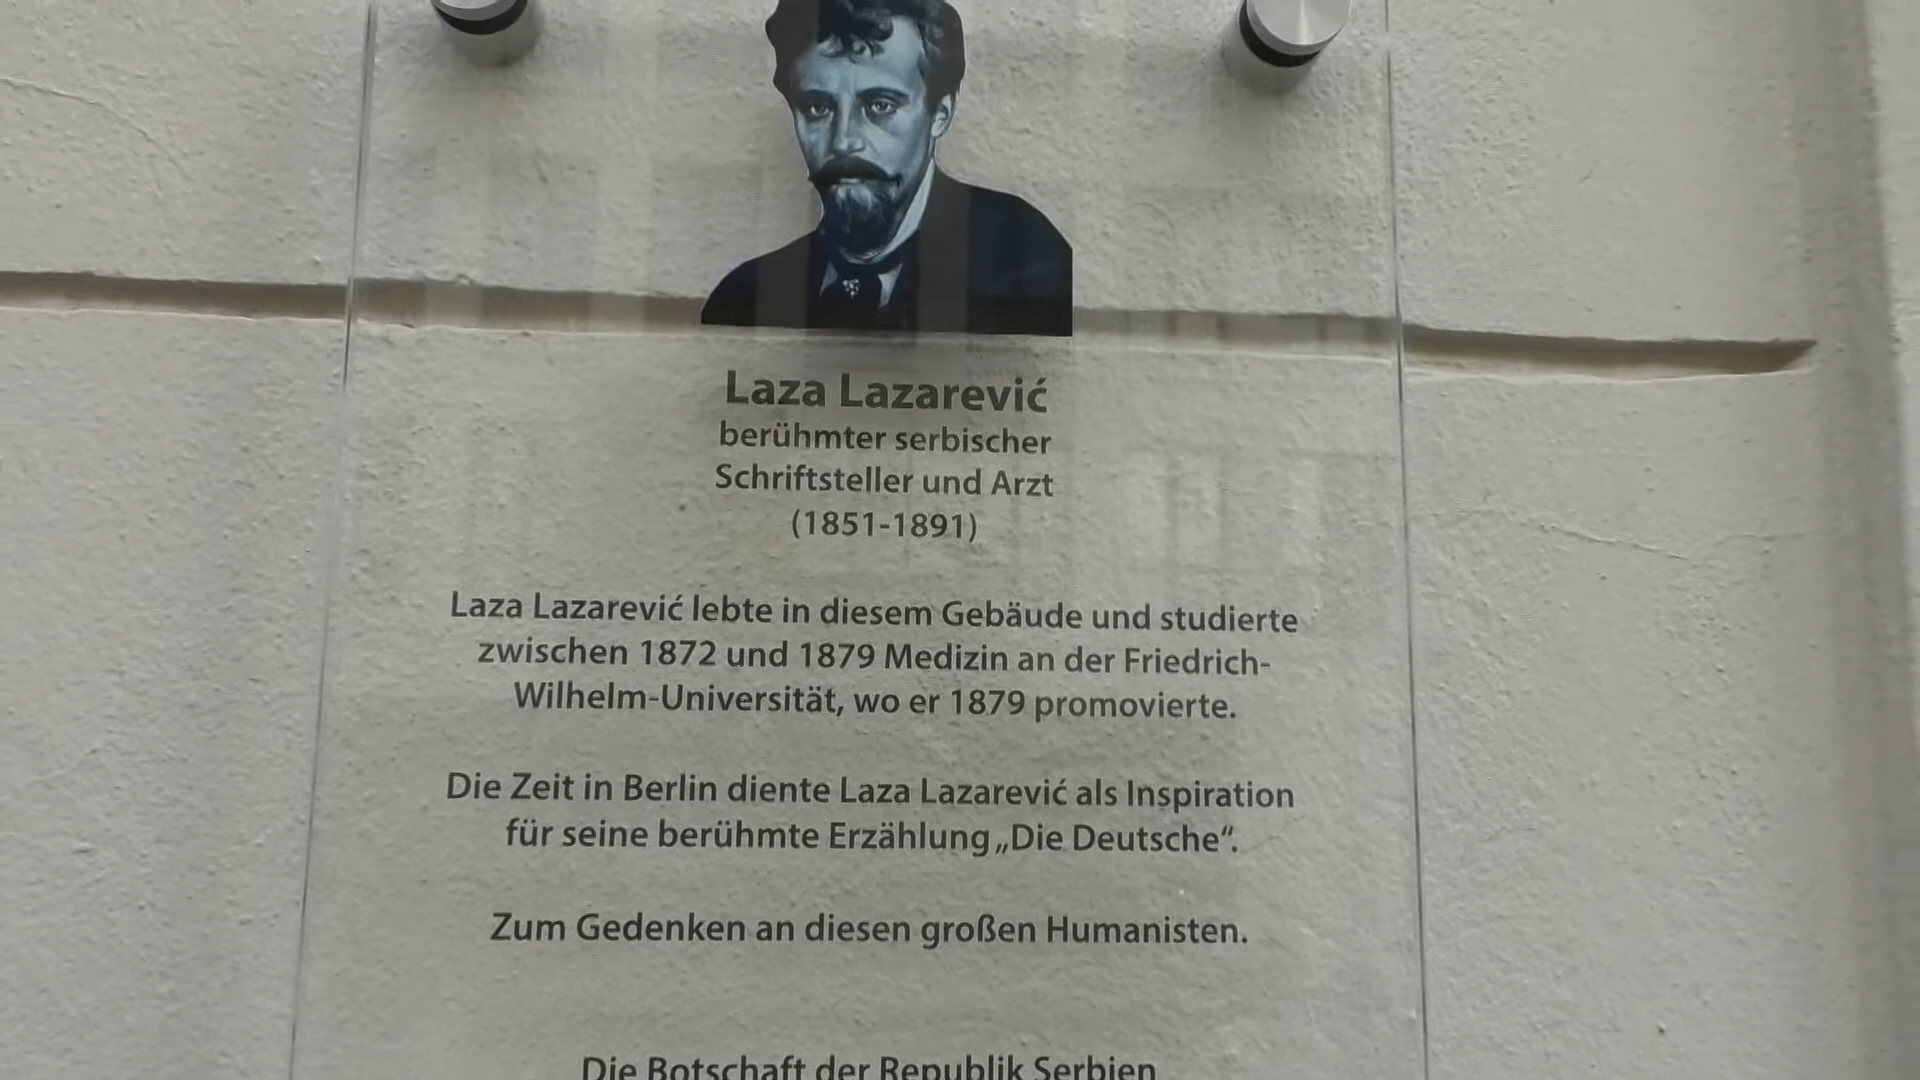 Laza Lazarević
berühmter serbischer
Schriftsteller und Arzt
(1851-1891)
Laza Lazarević lebte in diesem Gebäude und studierte
zwischen 1872 und 1879 Medizin an der Friedrich-
Wilhelm-Universität, wo er 1879 promovierte.
Die Zeit in Berlin diente Laza Lazarević als Inspiration
für seine berühmte Erzählung „Die Deutsche“.
Zum Gedenken an diesen großen Humanisten.
Die Botschaft der Republik Serbien